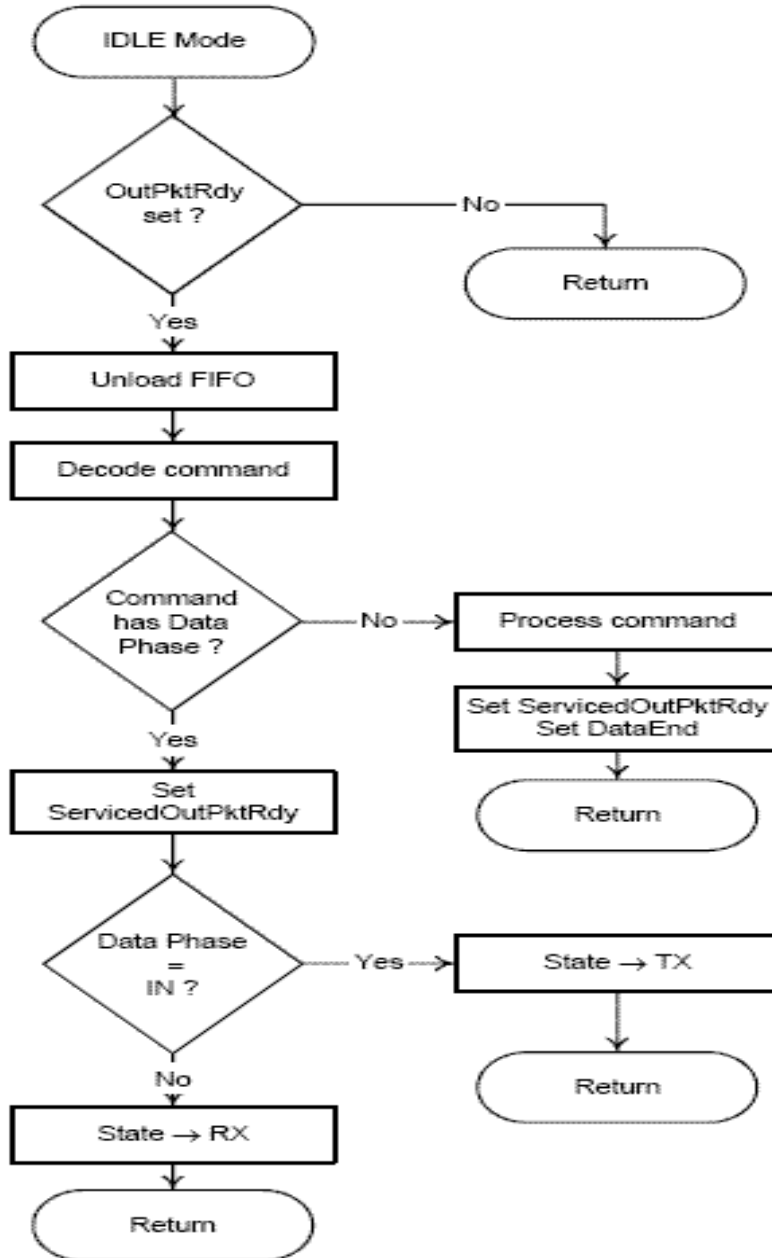 IDLE Mode
OutPktRdy
set ?
No
Return
Yes
Unload FIFO
Decode command
Command
has Data
Phase ?
No
Process command
Set ServicedOutPktRdy
Set DataEnd
Return
Yes
Set
ServicedOutPktRdy
Data Phase
=
IN ?
Yes
State → TX
Return
No
State → RX
Return